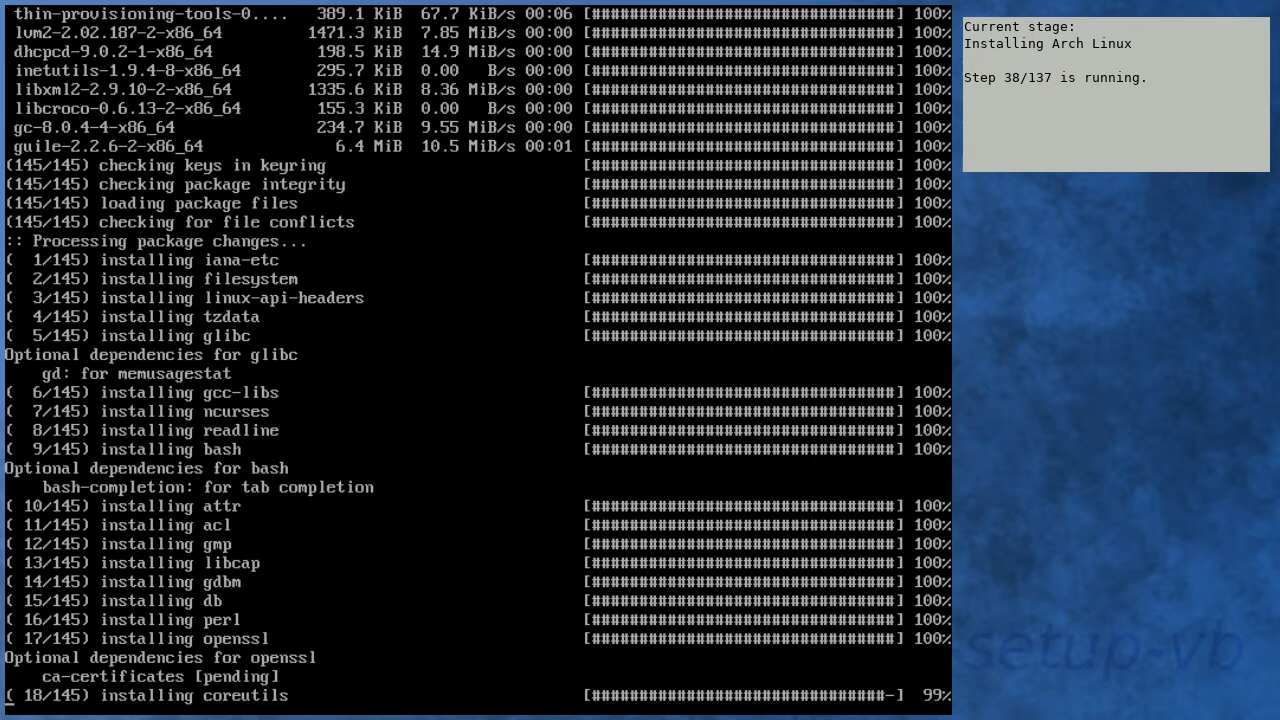 thin-provisioning-tools-0.... 389.1 KiB 67.7 KiB/s 00:06 [################################] 100%
lvm2-2.02.187-2-x86_64 1471.3 KiB 7.85 MiB/s 00:00 [################################] 100%
dhcpcd-9.0.2-1-x86_64 198.5 KiB 14.9 MiB/s 00:00 [################################] 100%
inetutils-1.9.4-8-x86_64 295.7 KiB 0.00 B/s 00:00 [################################] 100%
libxml2-2.9.10-2-x86_64 1335.6 KiB 8.36 MiB/s 00:00 [################################] 100%
libcroco-0.6.13-2-x86_64 155.3 KiB 0.00 B/s 00:00 [################################] 100%
gc-8.0.4-4-x86_64 234.7 KiB 9.55 MiB/s 00:00 [################################] 100%
guile-2.2.6-2-x86_64 6.4 MiB 10.5 MiB/s 00:01 [################################] 100%
(145/145) checking keys in keyring [################################] 100%
(145/145) checking package integrity [################################] 100%
(145/145) loading package files [################################] 100%
(145/145) checking for file conflicts [################################] 100%
:: Processing package changes...
( 1/145) installing iana-etc [################################] 100%
( 2/145) installing filesystem [################################] 100%
( 3/145) installing linux-api-headers [################################] 100%
( 4/145) installing tzdata [################################] 100%
( 5/145) installing glibc [################################] 100%
Optional dependencies for glibc
gd: for memusagestat
( 6/145) installing gcc-libs [################################] 100%
( 7/145) installing ncurses [################################] 100%
( 8/145) installing readline [################################] 100%
( 9/145) installing bash [################################] 100%
Optional dependencies for bash
bash-completion: for tab completion
( 10/145) installing attr [################################] 100%
( 11/145) installing acl [################################] 100%
( 12/145) installing gmp [################################] 100%
( 13/145) installing libcap [################################] 100%
( 14/145) installing gdbm [################################] 100%
( 15/145) installing db [################################] 100%
( 16/145) installing perl [################################] 100%
( 17/145) installing openssl [################################] 100%
Optional dependencies for openssl
ca-certificates [pending]
( 18/145) installing coreutils [###############################-] 99%
Current stage:
Installing Arch Linux
Step 38/137 is running.
setup-vb